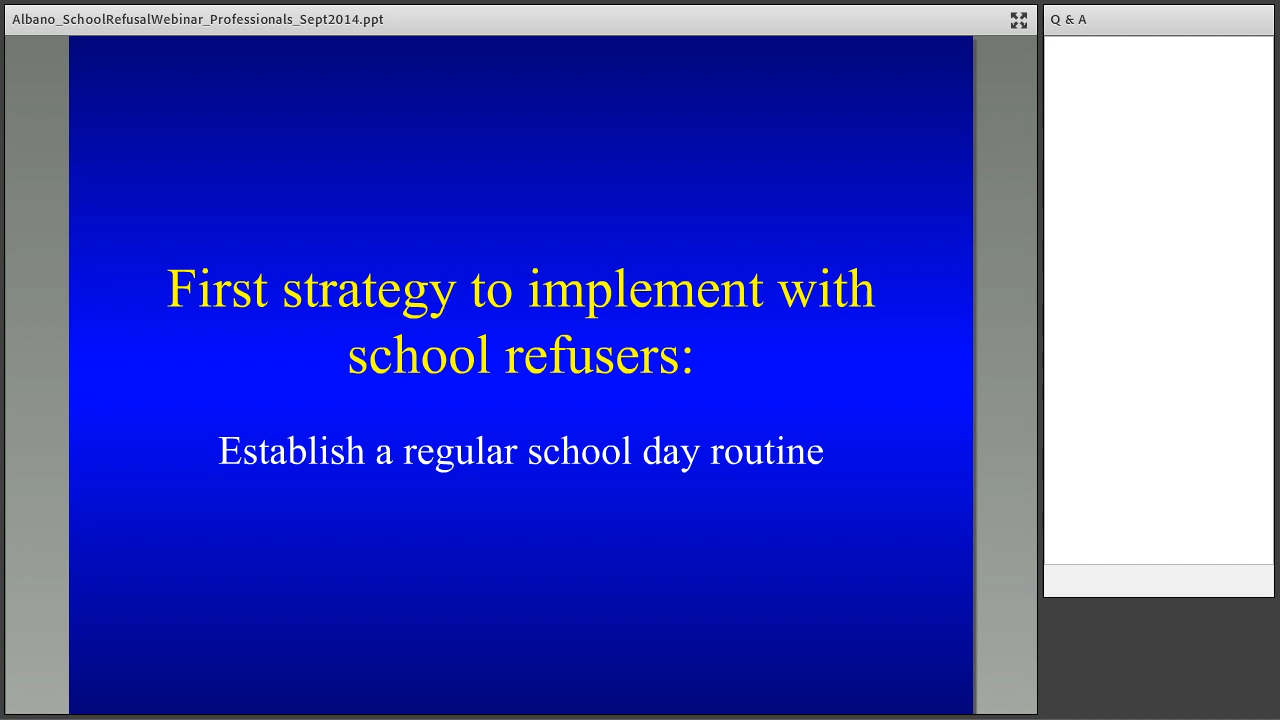 Albano_SchoolRefusalWebinar_Professionals_Sept2014.ppt
Q & A
First strategy to implement with
school refusers:
Establish a regular school day routine